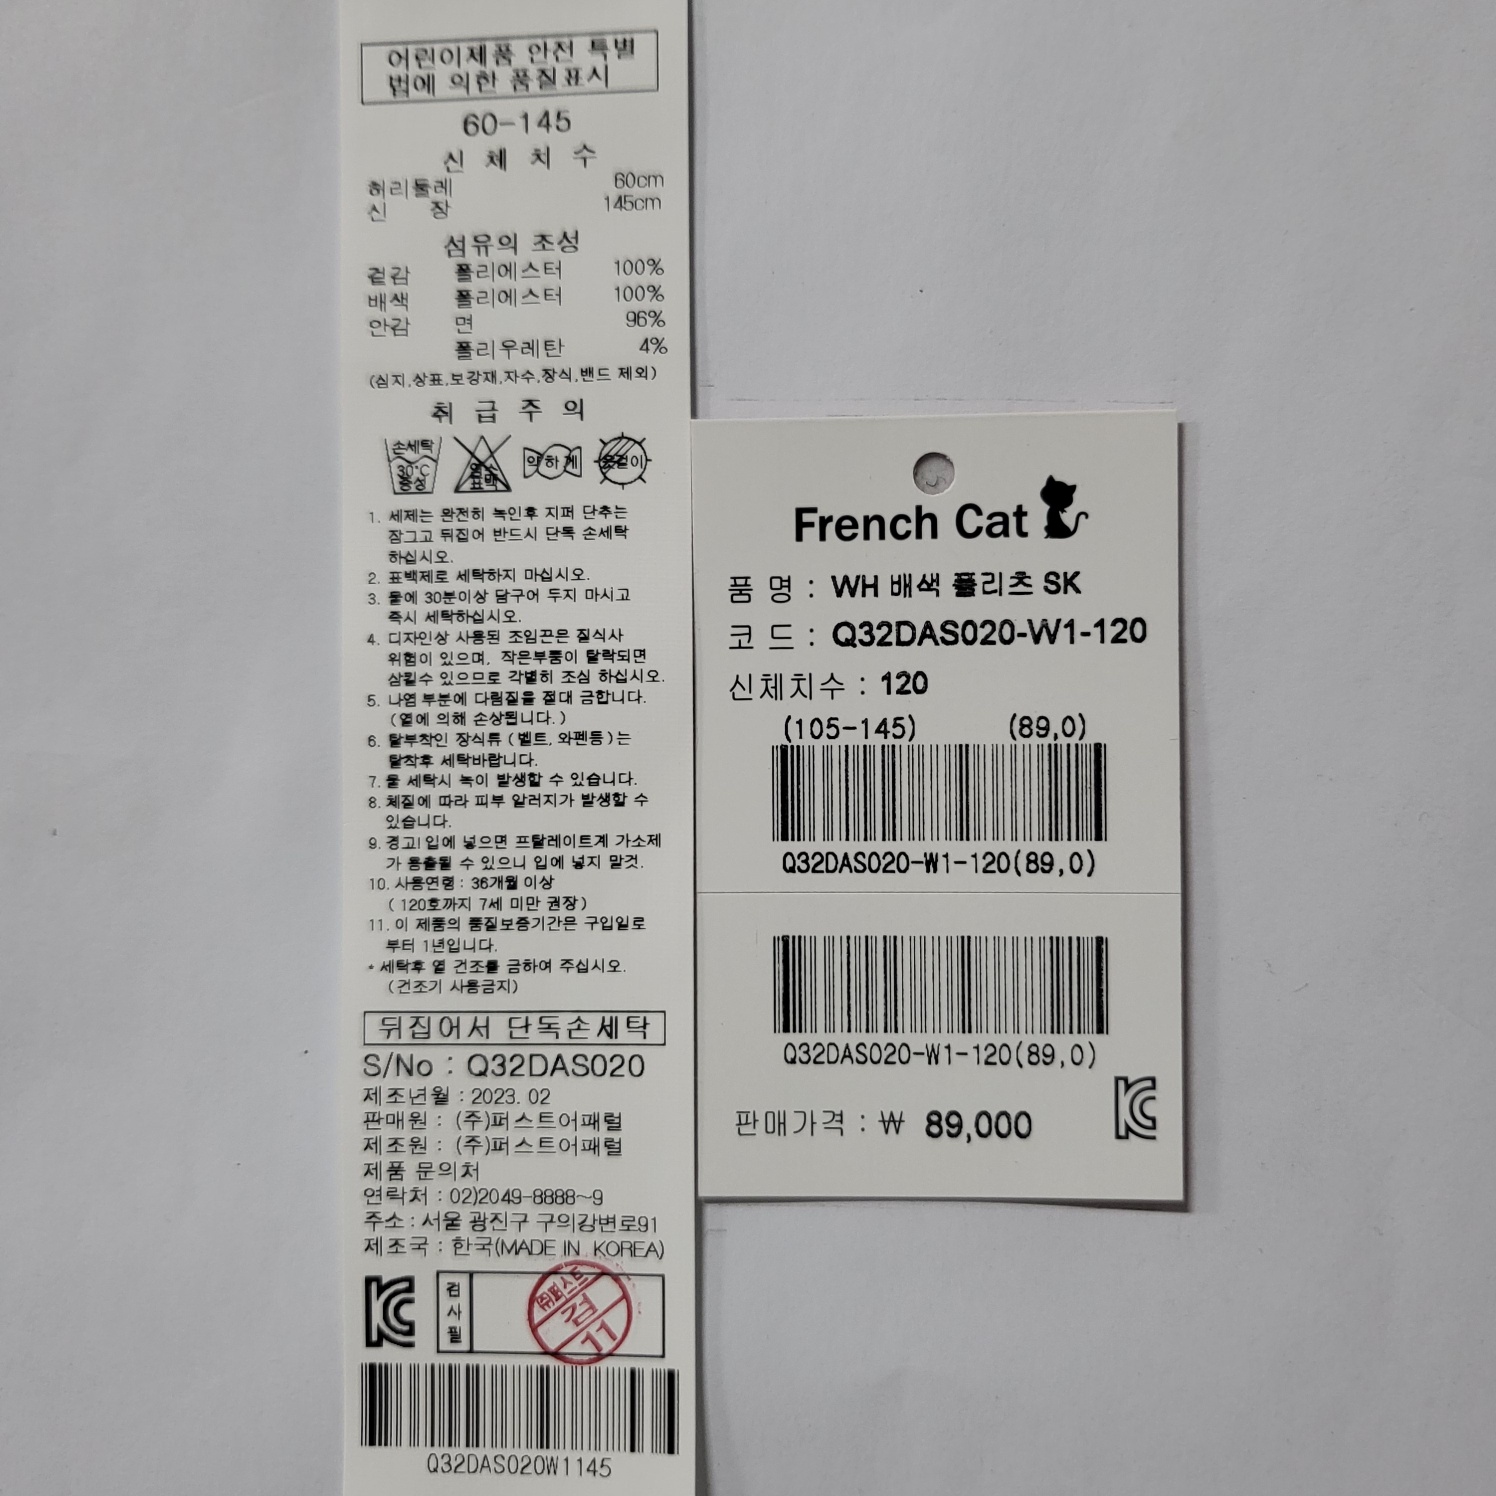 어린이제품 안전 특별
법에 의한 품질표시
60-145
신 체 치 수
허리둘레 60cm
신 장 145cm
섬유의 조성
겉감 폴리에스터 100%
배색 폴리에스터 100%
안감 면 96%
폴리우레탄 4%
(심지,상표,보강재,자수,장식,밴드 제외)
취 급 주 의
손세탁
30°C
중성
염소
표백
약하게
옷걸이
1. 세제는 완전히 녹인후 지퍼 단추는
잠그고 뒤집어 반드시 단독 손세탁
하십시오.
2. 표백제로 세탁하지 마십시오.
3. 물에 30분이상 담구어 두지 마시고
즉시 세탁하십시오.
4. 디자인상 사용된 조임끈은 질식사
위험이 있으며, 작은부품이 탈락되면
삼킬수 있으므로 각별히 조심 하십시오.
5. 나염 부분에 다림질을 절대 금합니다.
(열에 의해 손상됩니다.)
6. 탈부착인 장식류 (벨트, 와펜등)는
탈착후 세탁바랍니다.
7. 물 세탁시 녹이 발생할 수 있습니다.
8. 체질에 따라 피부 알러지가 발생할 수
있습니다.
9. 경고! 입에 넣으면 프탈레이트계 가소제
가 용출될 수 있으니 입에 넣지 말것.
10. 사용연령 : 36개월 이상
( 120호까지 7세 미만 권장 )
11. 이 제품의 품질보증기간은 구입일로
부터 1년입니다.
* 세탁후 열 건조를 금하여 주십시오.
(건조기 사용금지)
뒤집어서 단독손세탁
S/No : Q32DAS020
제조년월 : 2023. 02
판매원 : (주)퍼스트어패럴
제조원 : (주)퍼스트어패럴
제품 문의처
연락처 : 02)2049-8888~9
주소 : 서울 광진구 구의강변로91
제조국 : 한국(MADE IN KOREA)
KC
검사필
㈜퍼스트
검
11
Q32DAS020W1145
French Cat
품 명 : WH 배색 플리츠 SK
코 드 : Q32DAS020-W1-120
신체치수 : 120
(105-145) (89,0)
Q32DAS020-W1-120(89,0)
Q32DAS020-W1-120(89,0)
판매가격 : ₩ 89,000
KC